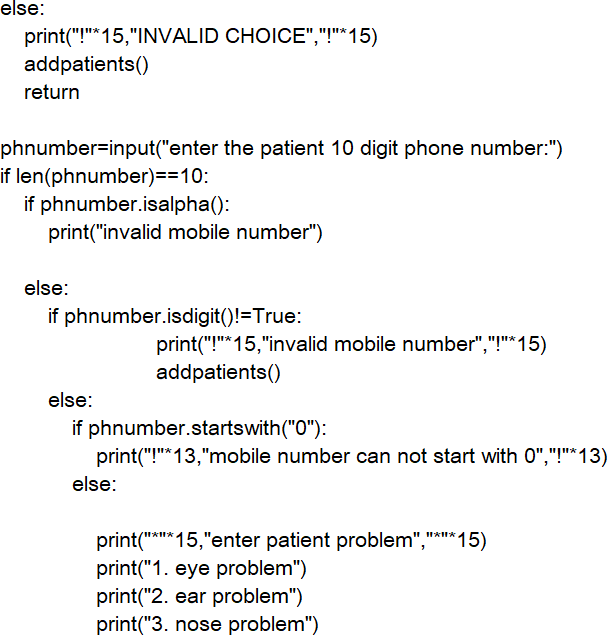 else:
    print("!"*15,"INVALID CHOICE","!"*15)
    addpatients()
    return

phnumber=input("enter the patient 10 digit phone number:")
if len(phnumber)==10:
    if phnumber.isalpha():
        print("invalid mobile number")

    else:
        if phnumber.isdigit()!=True:
                          print("!"*15,"invalid mobile number","!"*15)
                          addpatients()
        else:
            if phnumber.startswith("0"):
                print("!"*13,"mobile number can not start with 0","!"*13)
            else:

                print("*"*15,"enter patient problem","*"*15)
                print("1. eye problem")
                print("2. ear problem")
                print("3. nose problem")